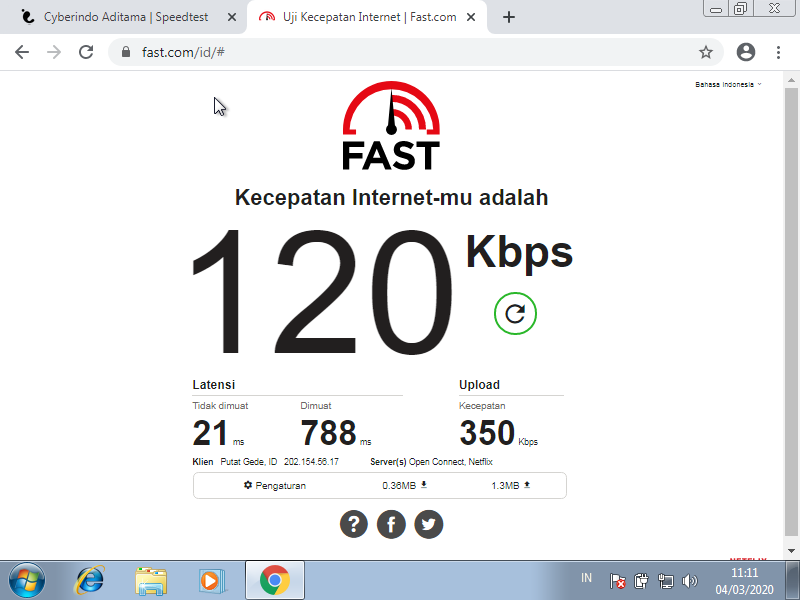 Cyberindo Aditama | Speedtest
Uji Kecepatan Internet | Fast.com
fast.com/id/#
Bahasa Indonesia
FAST
Kecepatan Internet-mu adalah
120 Kbps
Latensi
Upload
Tidak dimuat
Dimuat
Kecepatan
21 ms
788 ms
350 Kbps
Klien Putat Gede, ID 202.154.56.17 Server(s) Open Connect, Netflix
Pengaturan
0.36MB
1.3MB
?
f
NETFLIX
IN
11:11
04/03/2020